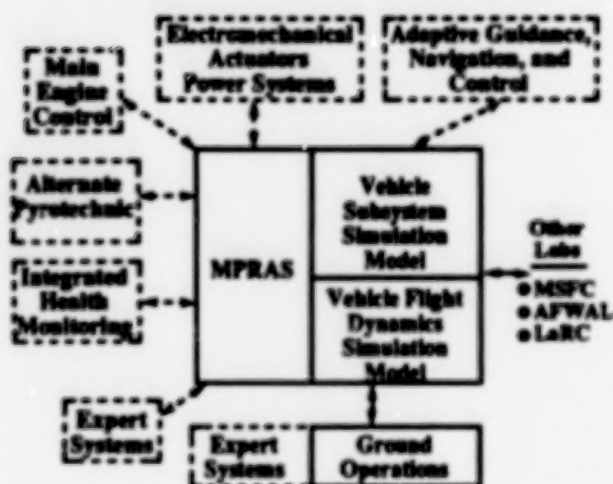 Electromechanical
Actuators
Power Systems
Adaptive Guidance,
Navigation, and
Control
Main
Engine
Control
Alternate
Pyrotechnic
Integrated
Health
Monitoring
MPRAS
Vehicle
Subsystem
Simulation
Model
Vehicle Flight
Dynamics
Simulation
Model
Other
Labs
● MSFC
● AFWAL
● LaRC
Expert
Systems
Expert
Systems
Ground
Operations